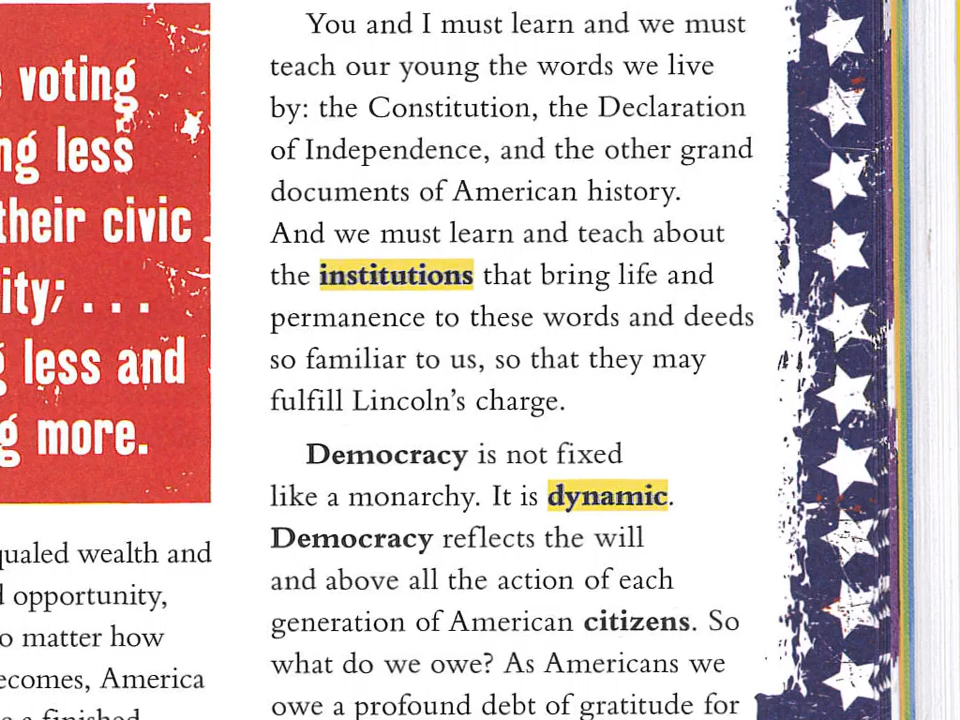 voting
less
their civic
. . .
less and
more.
wealth and
opportunity,
matter how
America
You and I must learn and we must
teach our young the words we live
by: the Constitution, the Declaration
of Independence, and the other grand
documents of American history.
And we must learn and teach about
the institutions that bring life and
permanence to these words and deeds
so familiar to us, so that they may
fulfill Lincoln’s charge.
Democracy is not fixed
like a monarchy. It is dynamic.
Democracy reflects the will
and above all the action of each
generation of American citizens. So
what do we owe? As Americans we
owe a profound debt of gratitude for